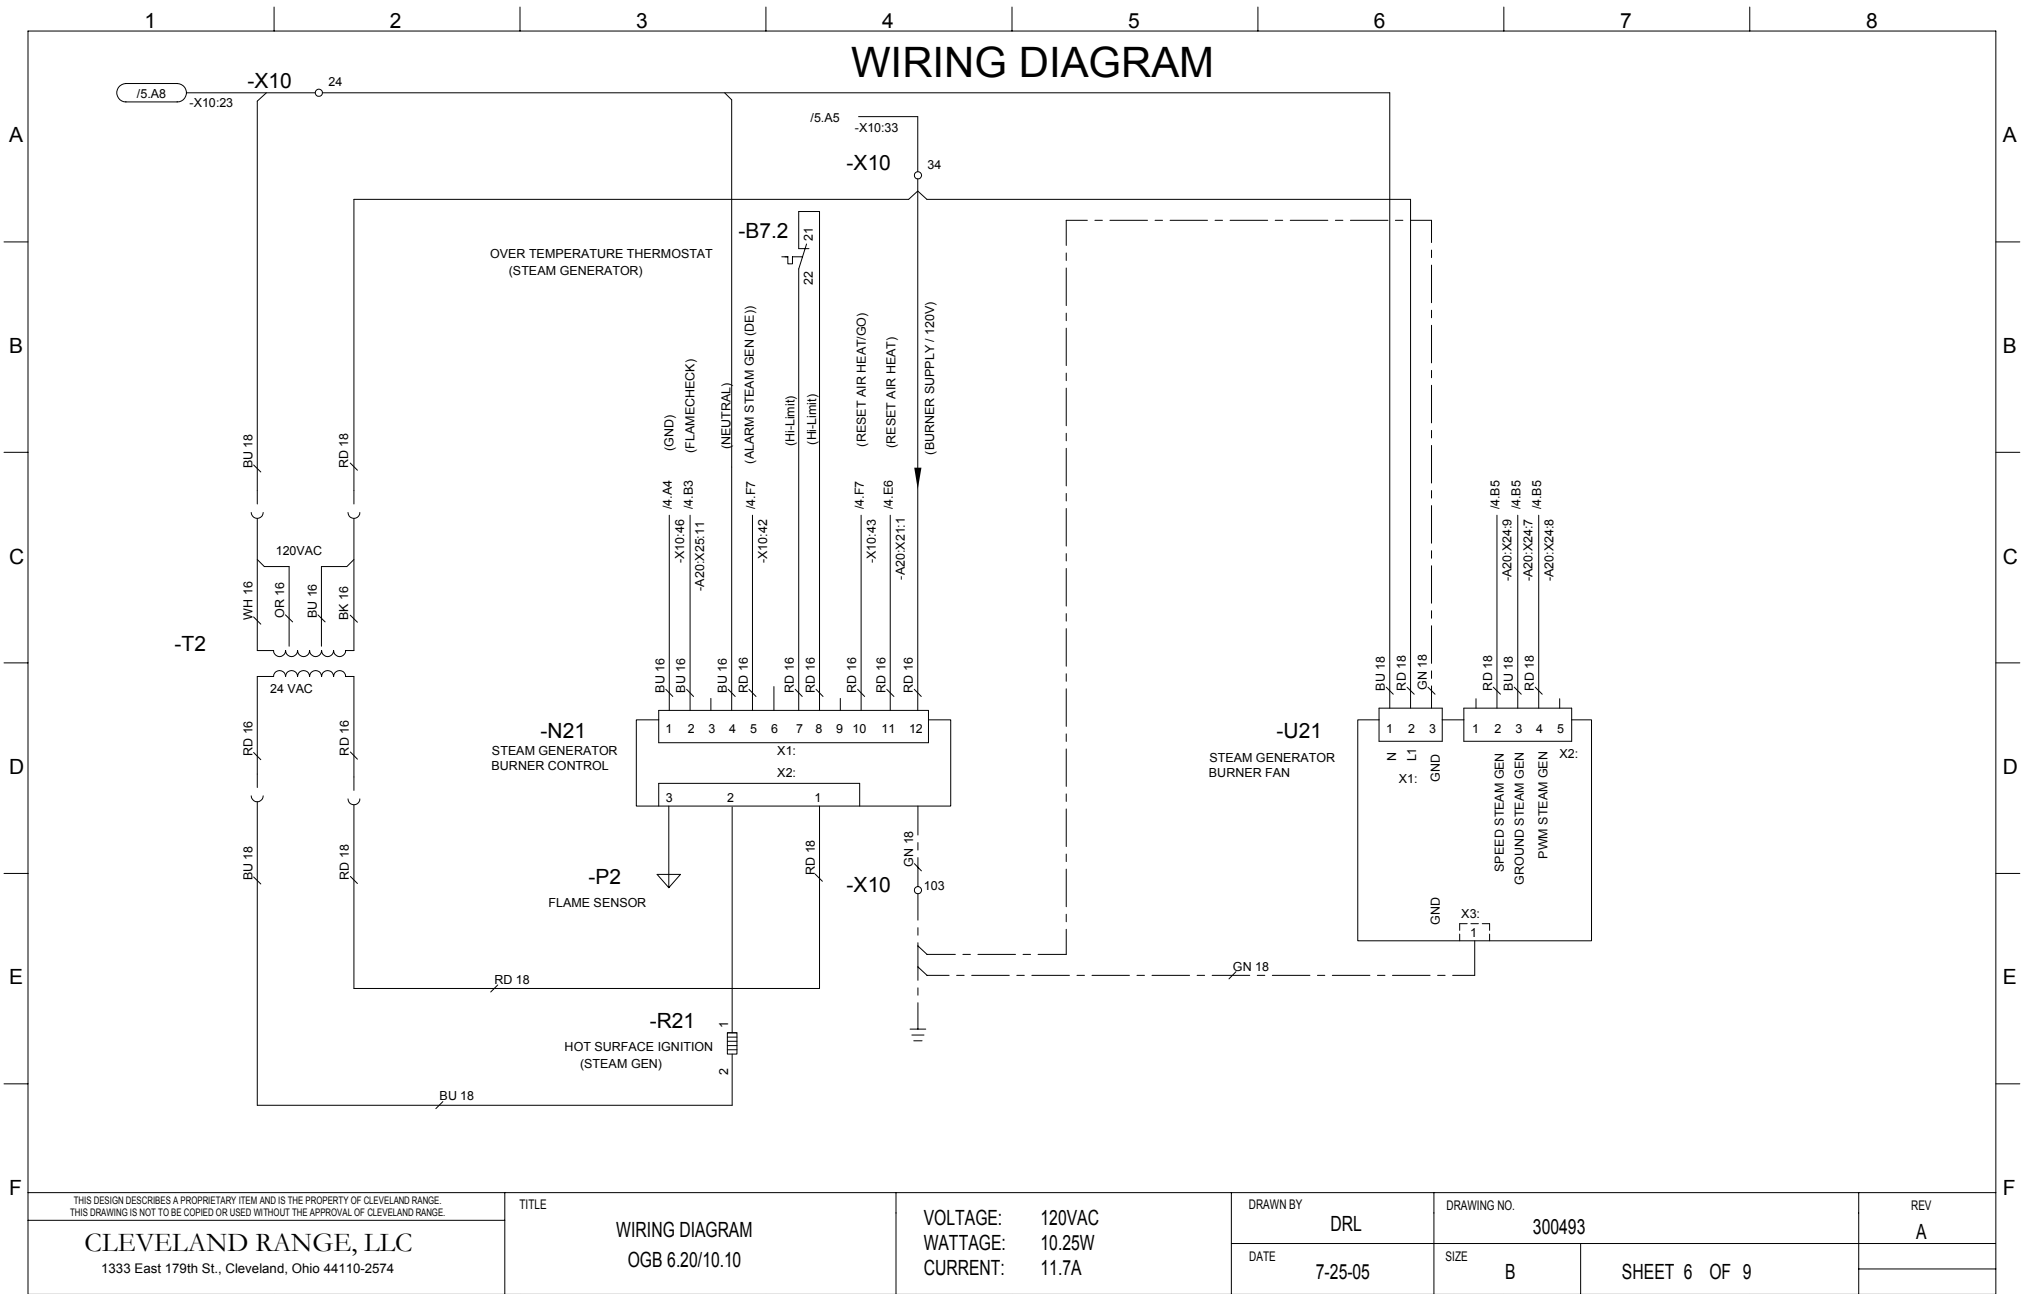 1 2 3 4 5 6 7 8
WIRING DIAGRAM
A
B
C
D
E
F
A
B
C
D
E
F
/5.A8
-X10:23
-X10
24
/5.A5
-X10:33
-X10
34
-B7.2
21
22
OVER TEMPERATURE THERMOSTAT
(STEAM GENERATOR)
(GND)
(FLAMECHECK)
(NEUTRAL)
(ALARM STEAM GEN (DE))
(Hi-Limit)
(Hi-Limit)
(RESET AIR HEAT/GO)
(RESET AIR HEAT)
(BURNER SUPPLY / 120V)
BU 18
RD 18
/4.A4
/4.B3
/4.F7
/4.F7
/4.E6
-X10:46
-A20:X25:11
-X10:42
-X10:43
-A20:X21:1
/4.B5
/4.B5
/4.B5
-A20:X24:9
-A20:X24:7
-A20:X24:8
120VAC
WH 16
OR 16
BU 16
BK 16
-T2
24 VAC
RD 16
RD 16
BU 18
RD 18
BU 16
BU 16
BU 16
RD 16
RD 16
RD 16
RD 16
RD 16
RD 16
-N21
STEAM GENERATOR
BURNER CONTROL
1 2 3 4 5 6 7 8 9 10 11 12
X1:
X2:
3 2 1
-P2
FLAME SENSOR
RD 18
GN 18
-X10
103
BU 18
RD 18
GN 18
RD 18
BU 18
RD 18
-U21
STEAM GENERATOR
BURNER FAN
1 2 3
1 2 3 4 5
N
L1
GND
X1:
X2:
SPEED STEAM GEN
GROUND STEAM GEN
PWM STEAM GEN
GND
X3:
1
GN 18
RD 18
-R21
1
2
HOT SURFACE IGNITION
(STEAM GEN)
BU 18
THIS DESIGN DESCRIBES A PROPRIETARY ITEM AND IS THE PROPERTY OF CLEVELAND RANGE.
THIS DRAWING IS NOT TO BE COPIED OR USED WITHOUT THE APPROVAL OF CLEVELAND RANGE.
CLEVELAND RANGE, LLC
1333 East 179th St., Cleveland, Ohio 44110-2574
TITLE
WIRING DIAGRAM
OGB 6.20/10.10
VOLTAGE: 120VAC
WATTAGE: 10.25W
CURRENT: 11.7A
DRAWN BY
DRL
DATE
7-25-05
DRAWING NO.
300493
SIZE
B
SHEET 6 OF 9
REV
A